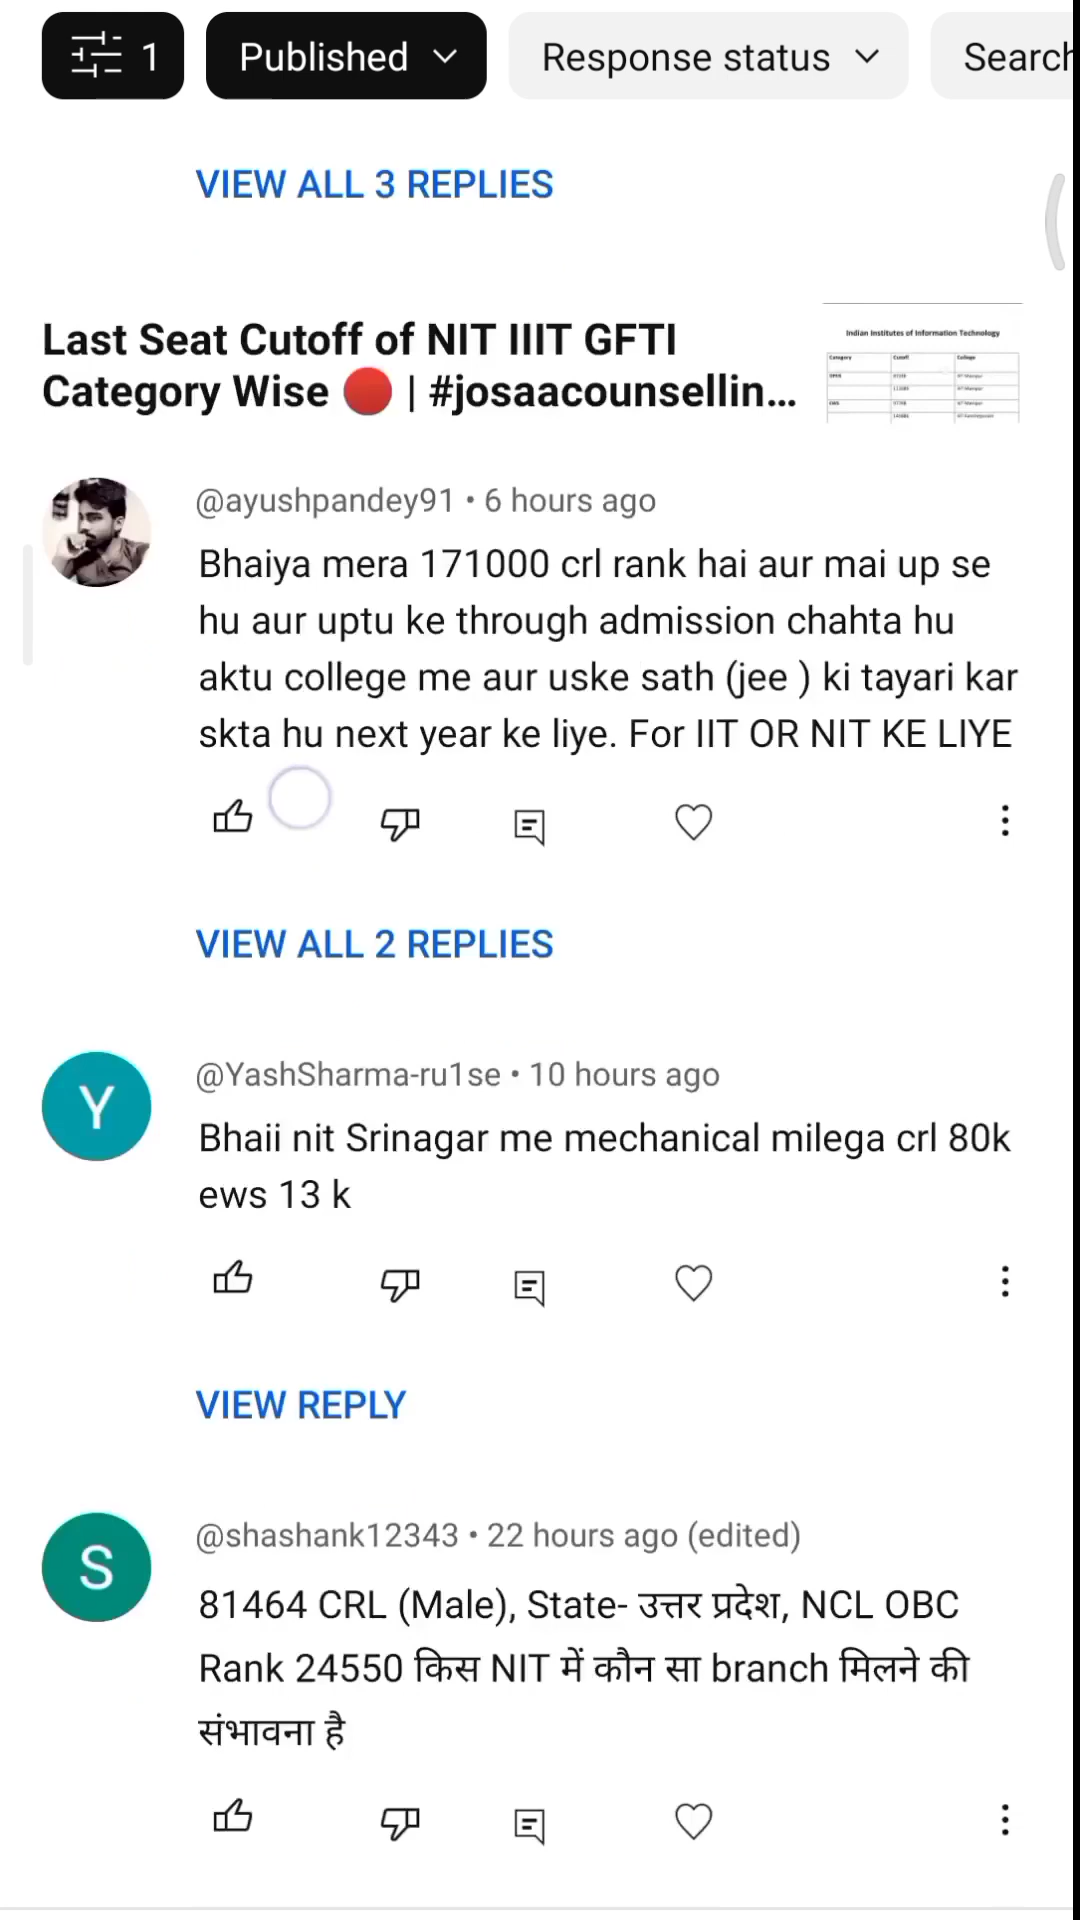 1 Published Response status Search
VIEW ALL 3 REPLIES
Last Seat Cutoff of NIT IIIT GFTI
Category Wise 🔴 | #josaacounsellin...
Indian Institutes of Information Technology
Category Cutoff College
@ayushpandey91 • 6 hours ago
Bhaiya mera 171000 crl rank hai aur mai up se
hu aur uptu ke through admission chahta hu
aktu college me aur uske sath (jee ) ki tayari kar
skta hu next year ke liye. For IIT OR NIT KE LIYE
VIEW ALL 2 REPLIES
Y
@YashSharma-ru1se • 10 hours ago
Bhaii nit Srinagar me mechanical milega crl 80k
ews 13 k
VIEW REPLY
S
@shashank12343 • 22 hours ago (edited)
81464 CRL (Male), State- उत्तर प्रदेश, NCL OBC
Rank 24550 किस NIT में कौन सा branch मिलने की
संभावना है